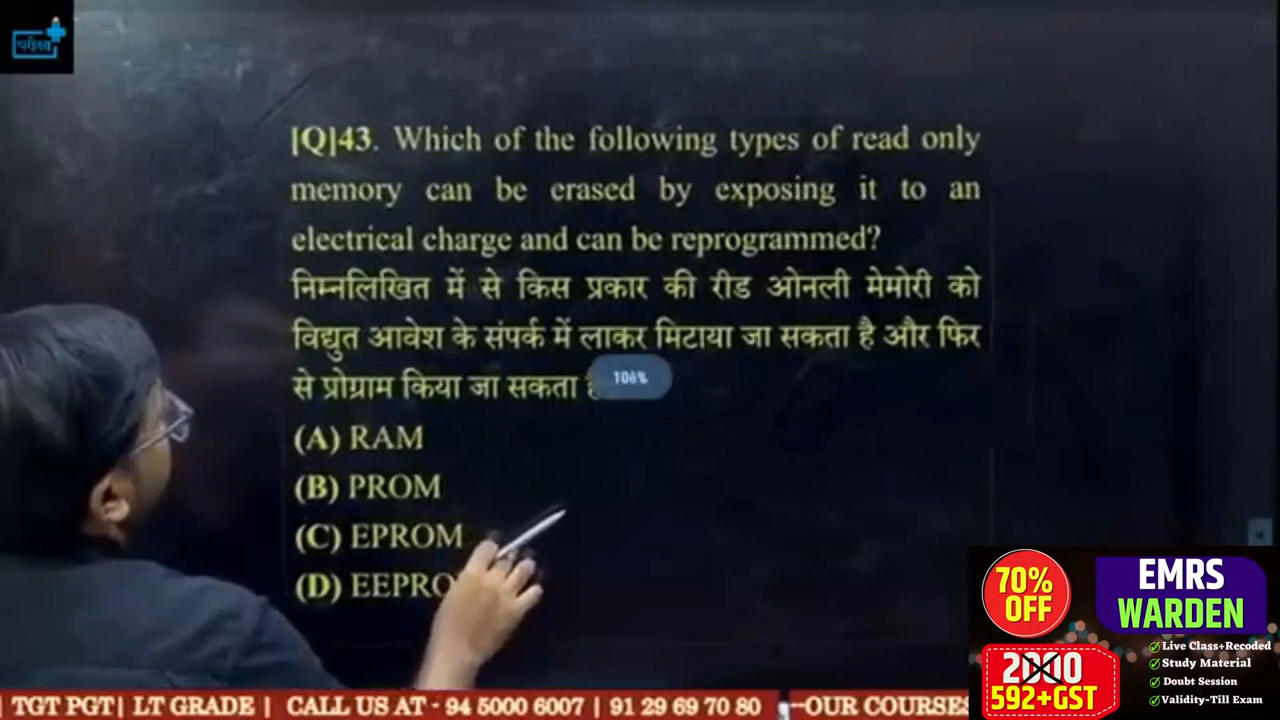 परीक्षा
[Q]43. Which of the following types of read only
memory can be erased by exposing it to an
electrical charge and can be reprogrammed?
निम्नलिखित में से किस प्रकार की रीड ओनली मेमोरी को
विद्युत आवेश के संपर्क में लाकर मिटाया जा सकता है और फिर
से प्रोग्राम किया जा सकता
106%
(A) RAM
(B) PROM
(C) EPROM
(D) EEPRO
70%
OFF
EMRS
WARDEN
2000
592+GST
Live Class+Recoded
Study Material
Doubt Session
Validity-Till Exam
TGT PGT| LT GRADE | CALL US AT - 94 5000 6007 | 91 29 69 70 80 --OUR COURSES